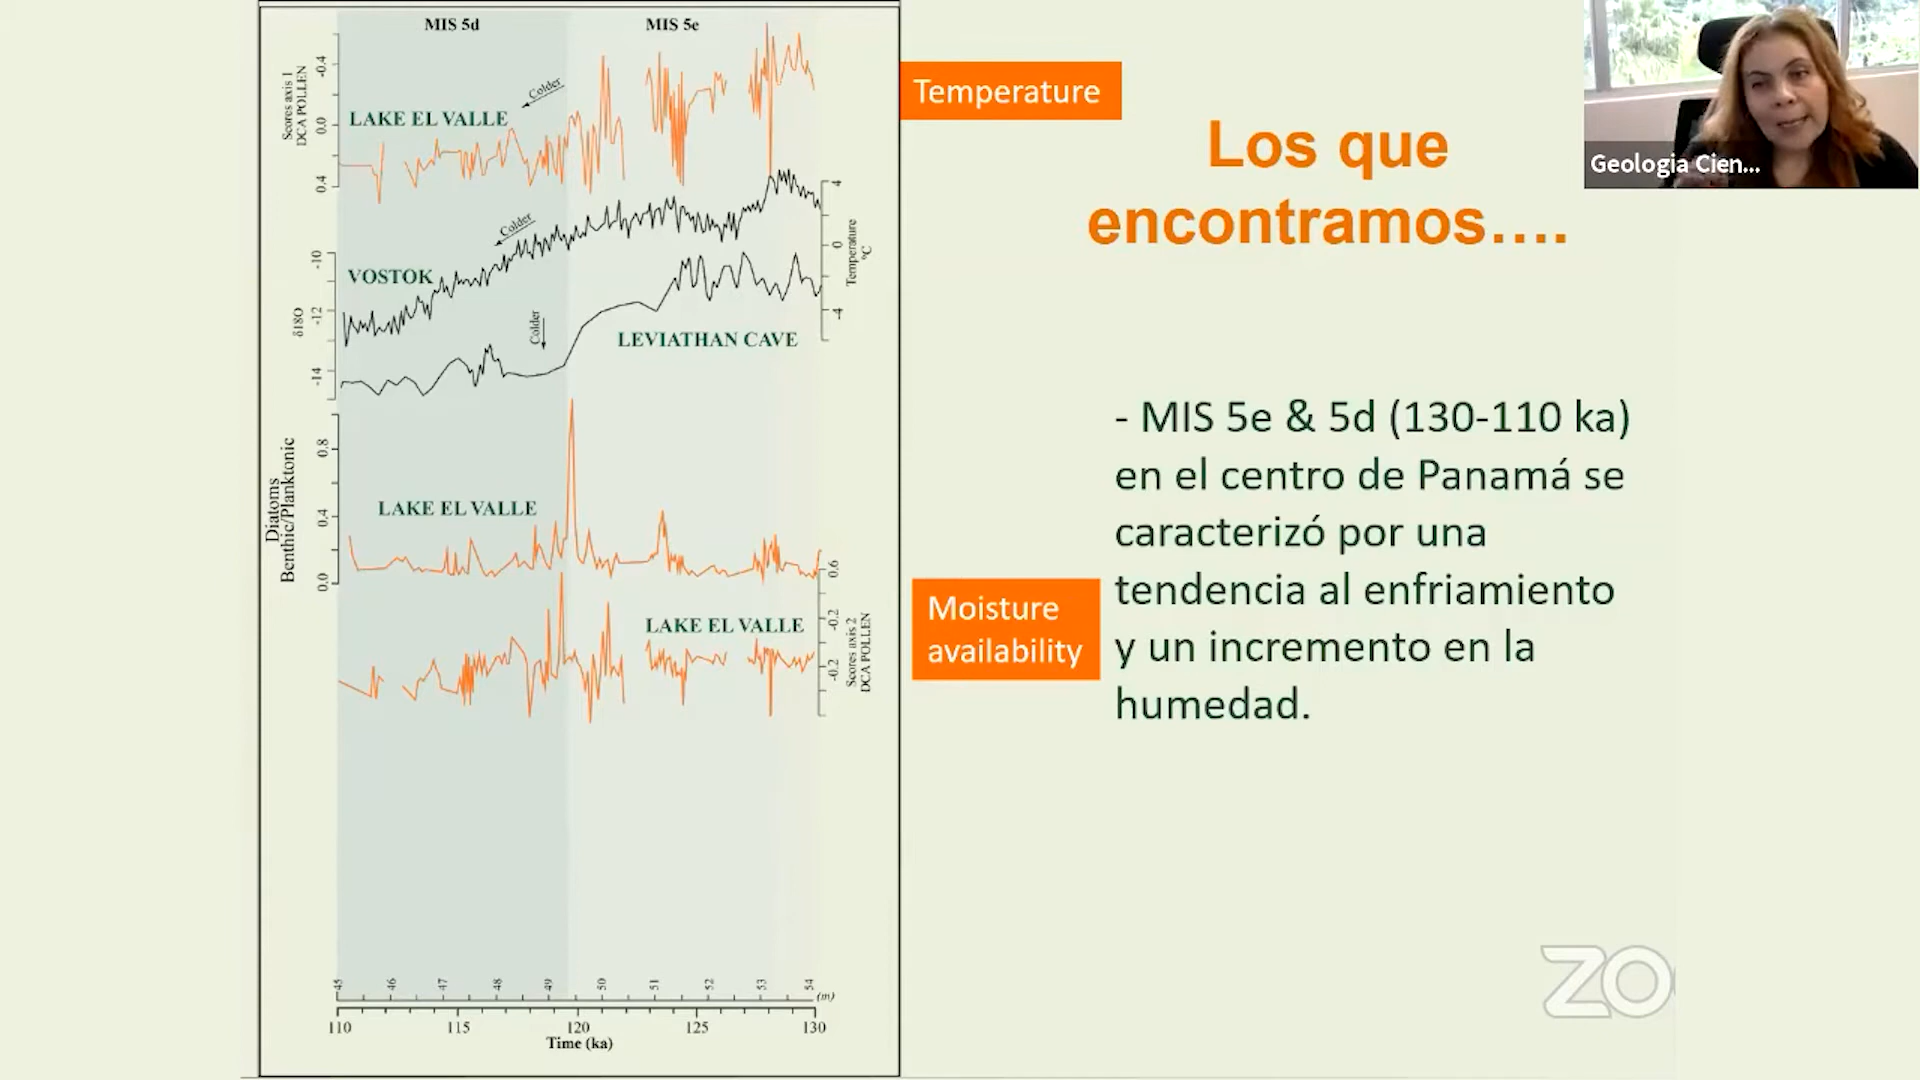 MIS 5d
MIS 5e
Scores axis 1
DCA POLLEN
-0.4
0.0
0.4
LAKE EL VALLE
Colder
Temperature
Los que
encontramos....
Geologia Cien...
Colder
VOSTOK
4
0
-4
Temperature
°C
δ18O
-10
-12
-14
Colder
LEVIATHAN CAVE
- MIS 5e & 5d (130-110 ka)
en el centro de Panamá se
caracterizó por una
tendencia al enfriamiento
y un incremento en la
humedad.
Diatoms
Benthic/Planktonic
0.8
0.4
0.0
LAKE EL VALLE
Moisture
availability
LAKE EL VALLE
0.6
-0.2
-0.2
Scores axis 2
DCA POLLEN
45 46 47 48 49 50 51 52 53 54 (m)
110 115 120 125 130
Time (ka)
ZO